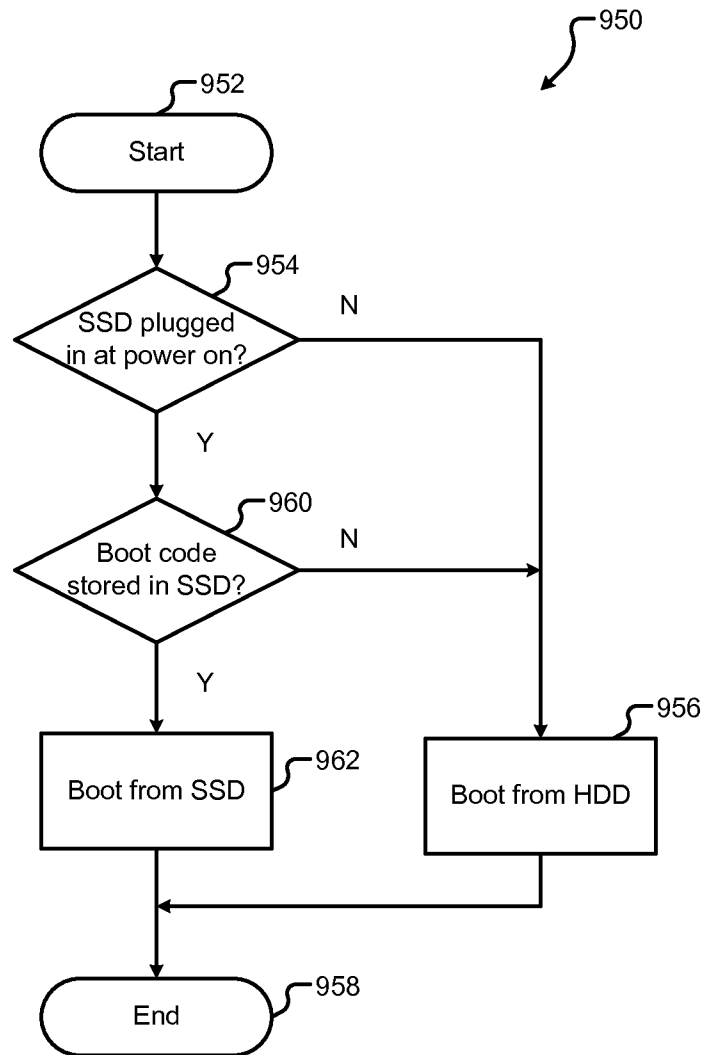 950
952
Start
954
SSD plugged
in at power on?
N
Y
960
Boot code
stored in SSD?
N
Y
956
Boot from SSD
962
Boot from HDD
End
958